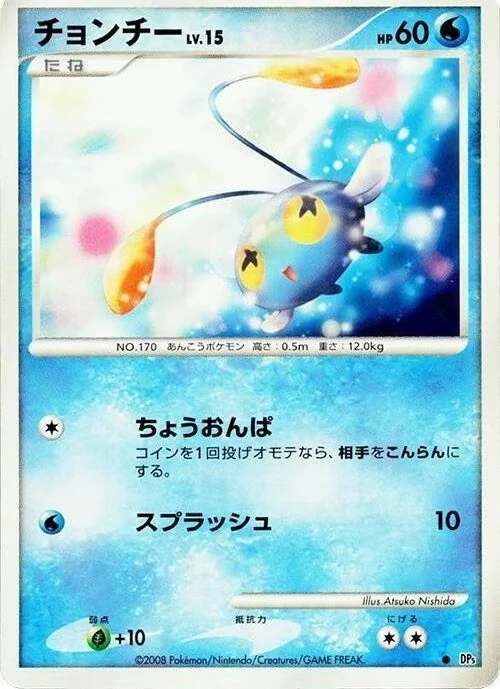 チョンチー LV.15 HP60
たね
NO.170 あんこうポケモン 高さ:0.5m 重さ:12.0kg
ちょうおんぱ
コインを1回投げオモテなら、相手をこんらんに
する。
スプラッシュ 10
Illus.Atsuko Nishida
弱点 抵抗力 にげる
+10
©2008 Pokémon/Nintendo/Creatures/GAME FREAK. DPs